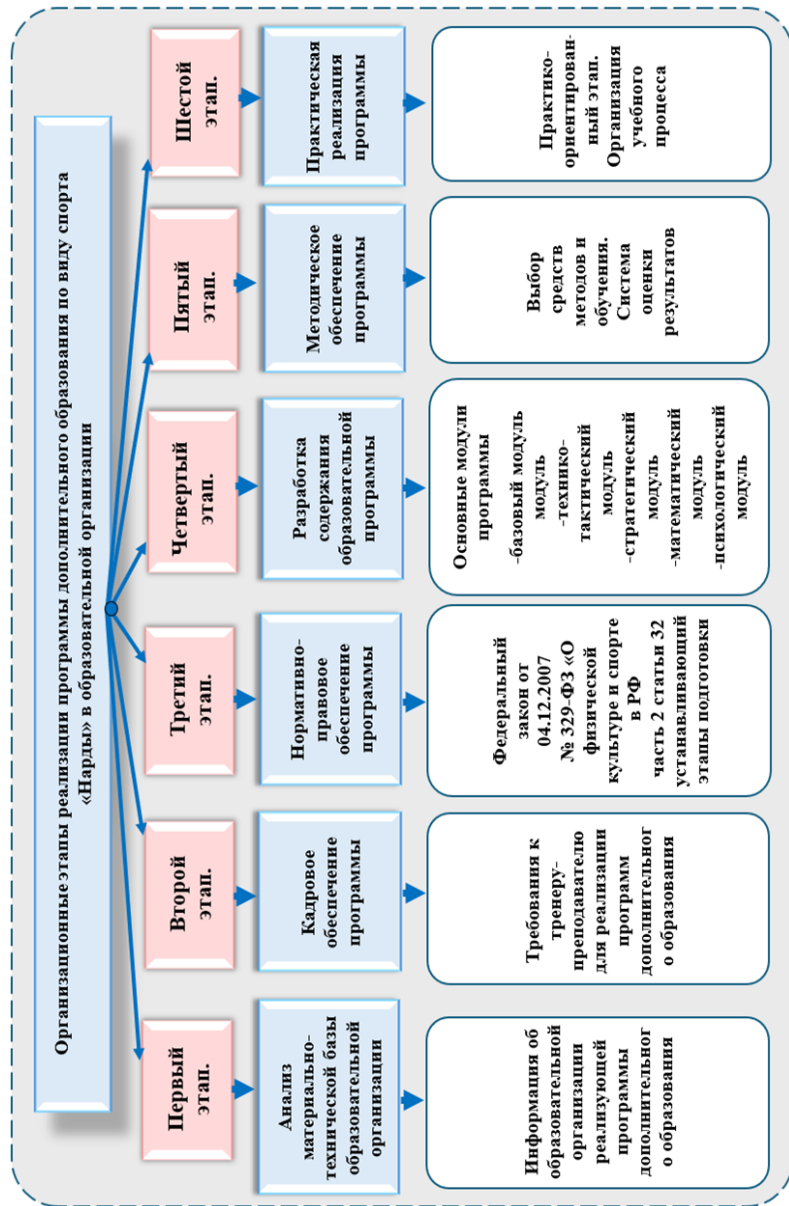 Организационные этапы реализации программы дополнительного образования по виду спорта
«Нарды» в образовательной организации
Первый
этап.
Анализ
материально-
технической базы
образовательной
организации
Информация об
образовательной
организации
реализующей
программы
дополнительног
о образования
Второй
этап.
Кадровое
обеспечение
программы
Требования к
тренеру-
преподавателю
для реализации
программ
дополнительног
о образования
Третий
этап.
Нормативно-
правовое
обеспечение
программы
Федеральный
закон от
04.12.2007
№ 329-ФЗ «О
физической
культуре и спорте
в РФ
часть 2 статьи 32
устанавливающий
этапы подготовки
Четвертый
этап.
Разработка
содержания
образовательной
программы
Основные модули
программы
-базовый модуль
модуль
-технико-
тактический
модуль
-стратегический
модуль
-математический
модуль
-психологический
модуль
Пятый
этап.
Методическое
обеспечение
программы
Выбор
средств
методов и
обучения.
Система
оценки
результатов
Шестой
этап.
Практическая
реализация
программы
Практико-
ориентирован-
ный этап.
Организация
учебного
процесса